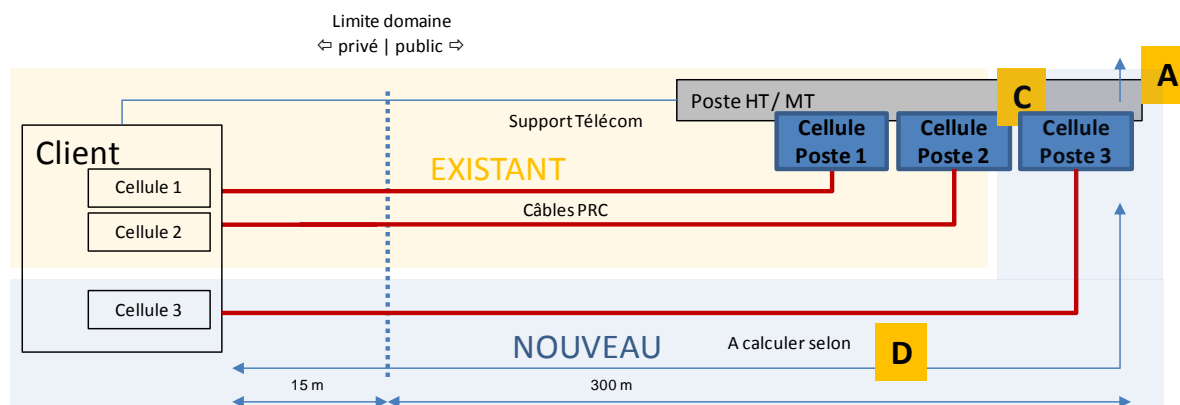 Limite domaine
⇦ privé | public ⇨
A
Poste HT / MT
C
Support Télécom
Client
Cellule
Poste 1
Cellule
Poste 2
Cellule
Poste 3
EXISTANT
Cellule 1
Câbles PRC
Cellule 2
Cellule 3
NOUVEAU
A calculer selon
D
15 m
300 m